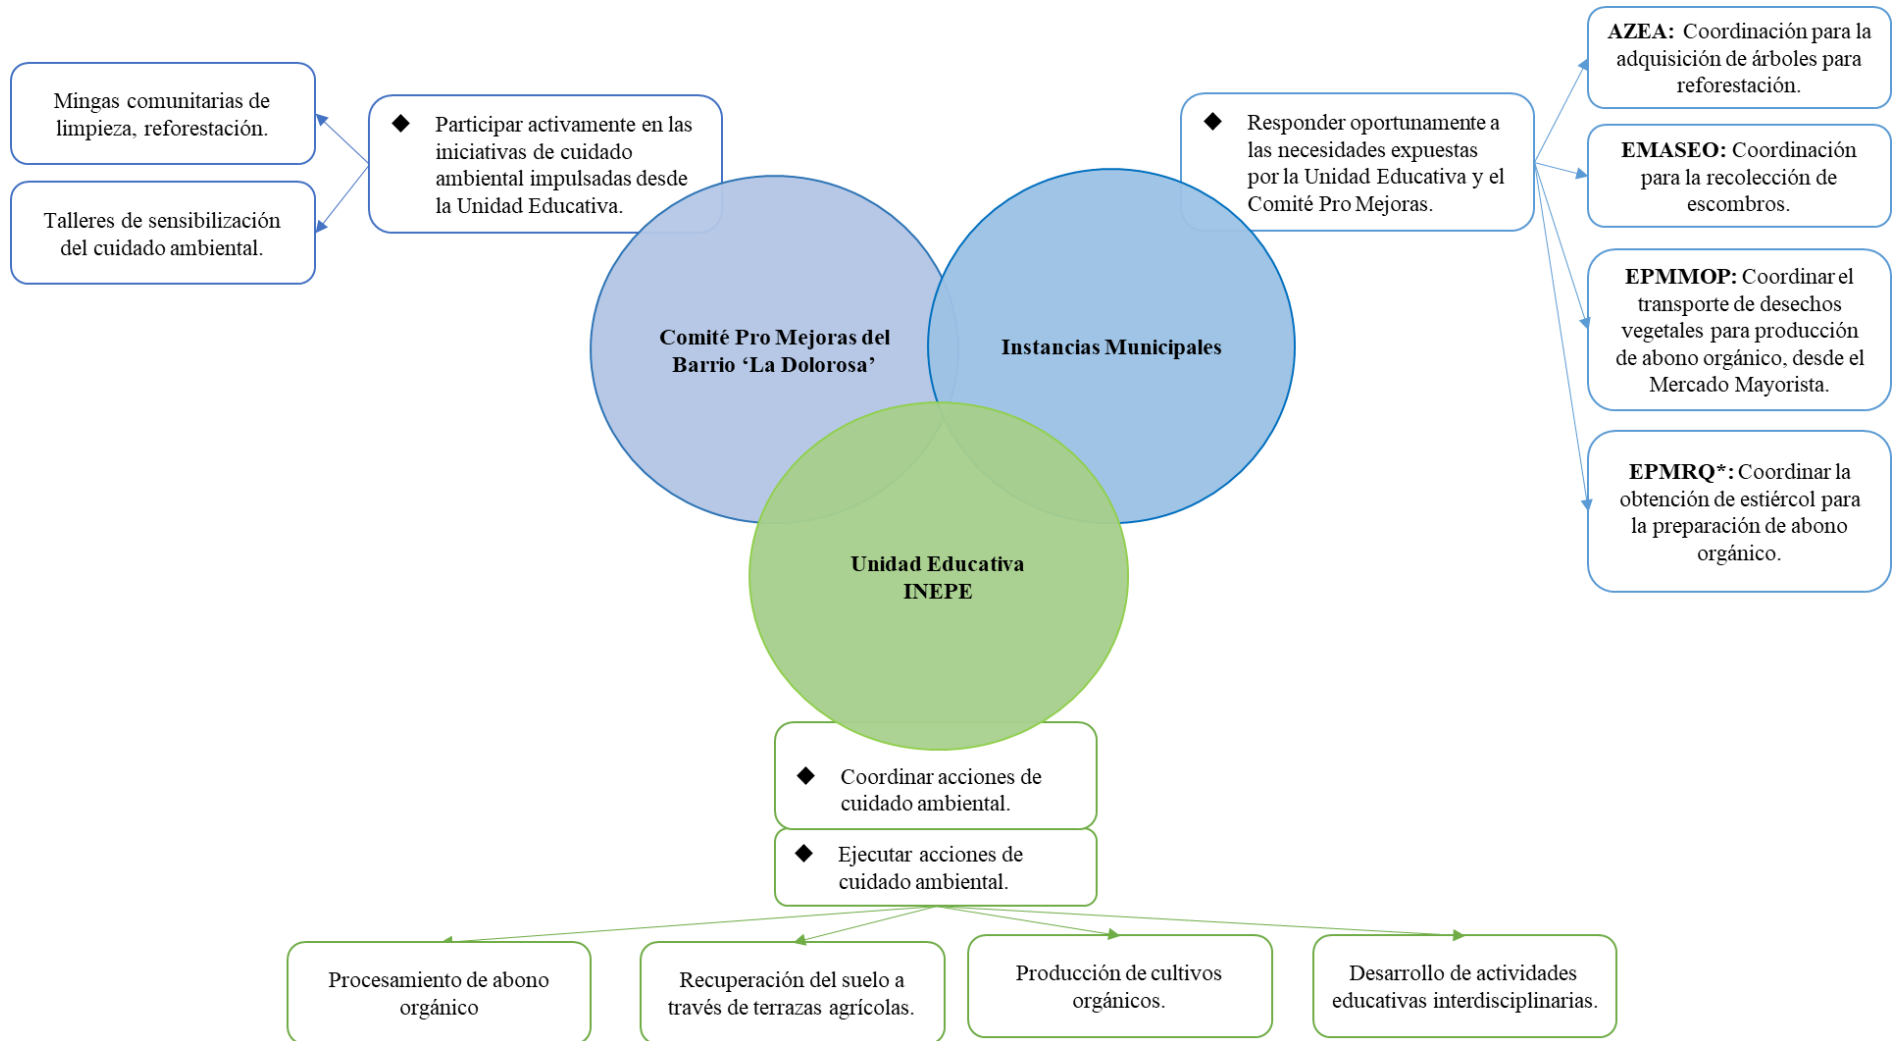 Mingas comunitarias de
limpieza, reforestación.
Talleres de sensibilización
del cuidado ambiental.
◆ Participar activamente en las
iniciativas de cuidado
ambiental impulsadas desde
la Unidad Educativa.
◆ Responder oportunamente a
las necesidades expuestas
por la Unidad Educativa y el
Comité Pro Mejoras.
AZEA: Coordinación para la
adquisición de árboles para
reforestación.
EMASEO: Coordinación
para la recolección de
escombros.
EPMMOP: Coordinar el
transporte de desechos
vegetales para producción
de abono orgánico, desde el
Mercado Mayorista.
EPMRQ*: Coordinar la
obtención de estiércol para
la preparación de abono
orgánico.
Comité Pro Mejoras del
Barrio ‘La Dolorosa’
Instancias Municipales
Unidad Educativa
INEPE
◆ Coordinar acciones de
cuidado ambiental.
◆ Ejecutar acciones de
cuidado ambiental.
Procesamiento de abono
orgánico
Recuperación del suelo a
través de terrazas agrícolas.
Producción de cultivos
orgánicos.
Desarrollo de actividades
educativas interdisciplinarias.